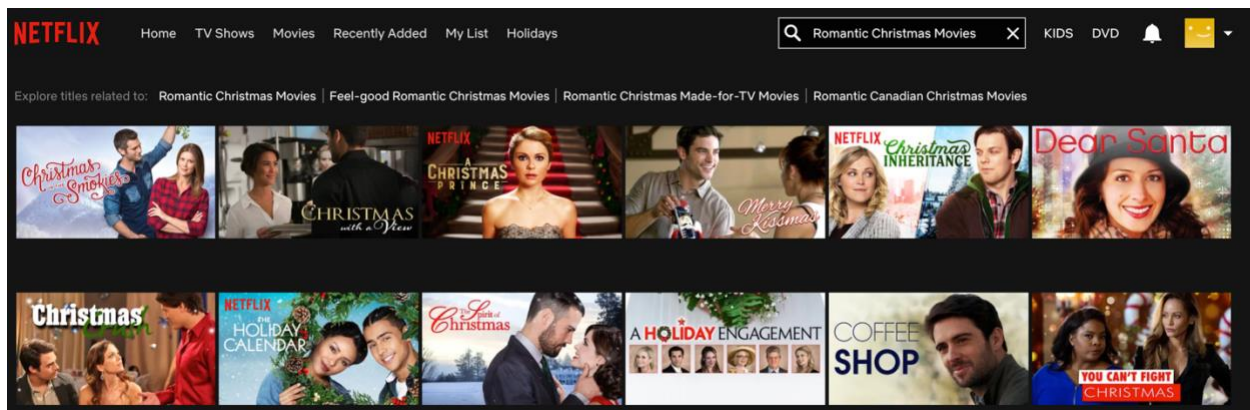 NETFLIX Home TV Shows Movies Recently Added My List Holidays Romantic Christmas Movies KIDS DVD
Explore titles related to: Romantic Christmas Movies | Feel-good Romantic Christmas Movies | Romantic Christmas Made-for-TV Movies | Romantic Canadian Christmas Movies
Christmas
IN THE
Smokies
CHRISTMAS
with a View
NETFLIX
A
CHRISTMAS
PRINCE
Merry
Kissmas
NETFLIX
Christmas
INHERITANCE
Dear Santa
Christmas
NETFLIX
THE
HOLIDAY
CALENDAR
The Spirit of
Christmas
A HOLIDAY ENGAGEMENT
COFFEE
SHOP
YOU CAN'T FIGHT
CHRISTMAS